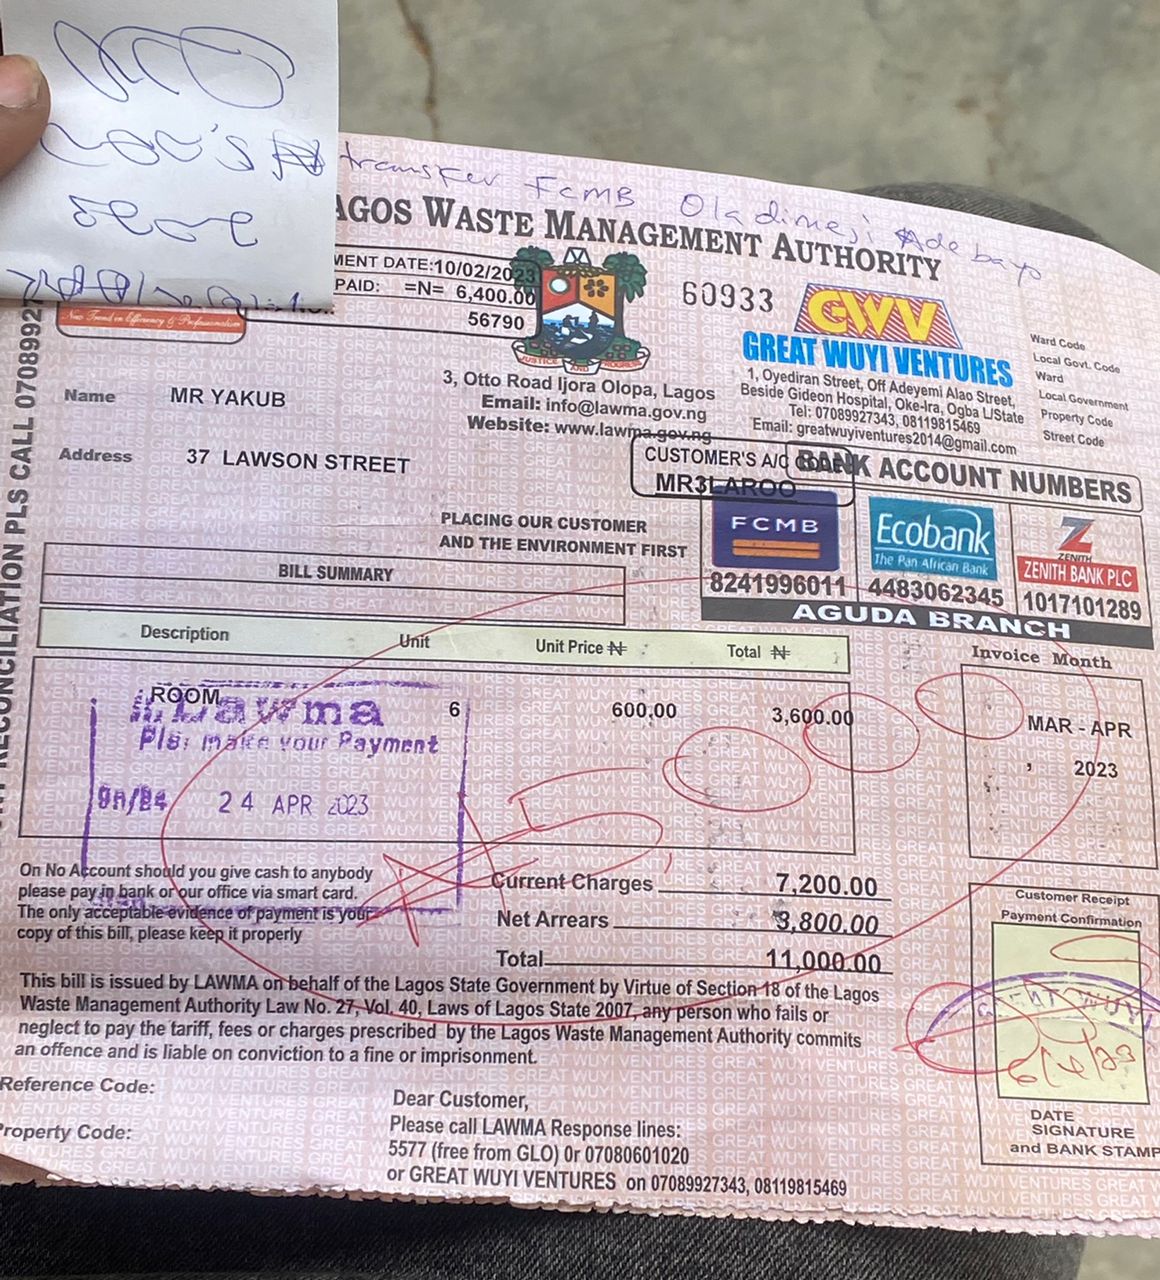 transfer FCMB Oladimeji Adebayo
AGOS WASTE MANAGEMENT AUTHORITY
MENT DATE:10/02/2023
PAID: =N= 6,400.00
56790
New Trend in Efficiency & Professionalism
JUSTICE AND PROGRESS
60933
GWV
GREAT WUYI VENTURES
1, Oyediran Street, Off Adeyemi Alao Street,
Beside Gideon Hospital, Oke-Ira, Ogba L/State
Tel: 07089927343, 08119815469
Email: greatwuyiventures2014@gmail.com
Ward Code
Local Govt. Code
Ward
Local Government
Property Code
Street Code
3, Otto Road Ijora Olopa, Lagos
Email: info@lawma.gov.ng
Website: www.lawma.gov.ng
Name MR YAKUB
Address 37 LAWSON STREET
CUSTOMER'S A/C CODE
MR3LAROO
BANK ACCOUNT NUMBERS
PLACING OUR CUSTOMER
AND THE ENVIRONMENT FIRST
FCMB
8241996011
Ecobank
The Pan African Bank
4483062345
ZENITH
ZENITH BANK PLC
1017101289
AGUDA BRANCH
RECONCILIATION PLS CALL 0708992
BILL SUMMARY
Description Unit Unit Price ₦ Total ₦
Invoice Month
ROOM 6 600,00 3,600.00
MAR - APR
, 2023
Lawma
Pls: make your Payment
24 APR 2023
On No Account should you give cash to anybody
please pay in bank or our office via smart card.
The only acceptable evidence of payment is your
copy of this bill, please keep it properly
Current Charges 7,200.00
Net Arrears 3,800.00
Total 11,000.00
Customer Receipt
Payment Confirmation
GREAT WUYI
This bill is issued by LAWMA on behalf of the Lagos State Government by Virtue of Section 18 of the Lagos
Waste Management Authority Law No. 27, Vol. 40, Laws of Lagos State 2007, any person who fails or
neglect to pay the tariff, fees or charges prescribed by the Lagos Waste Management Authority commits
an offence and is liable on conviction to a fine or imprisonment.
Reference Code:
Property Code:
Dear Customer,
Please call LAWMA Response lines:
5577 (free from GLO) 0r 07080601020
or GREAT WUYI VENTURES on 07089927343, 08119815469
DATE
SIGNATURE
and BANK STAMP